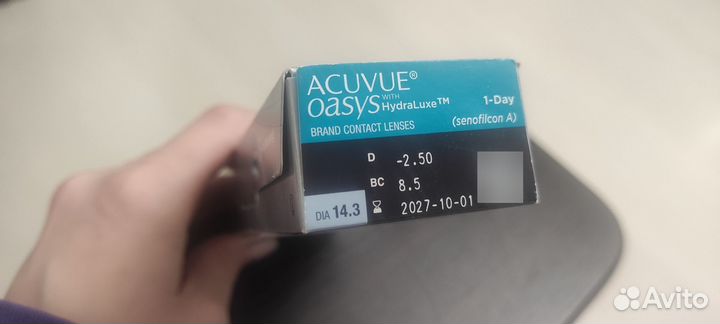 ACUVUE®
OASYS WITH HydraLuxe™ 1-Day
BRAND CONTACT LENSES (senofilcon A)
D -2.50
BC 8.5
DIA 14.3 2027-10-01
Avito